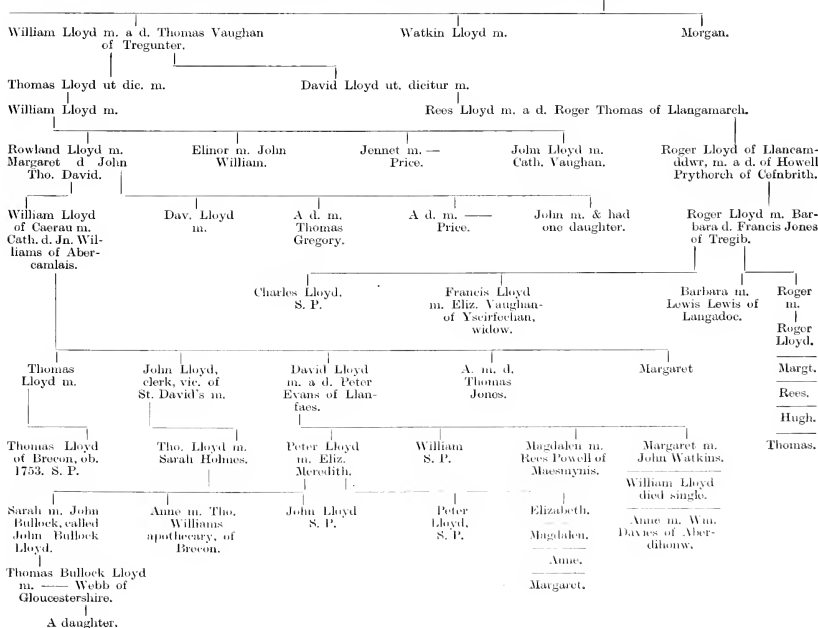 William Lloyd m. a d. Thomas Vaughan
of Tregunter.
Watkin Lloyd m.
Morgan.
Thomas Lloyd ut dic. m.
David Lloyd ut. dicitur m.
William Lloyd m.
Rees Lloyd m. a d. Roger Thomas of Llangamarch.
Rowland Lloyd m.
Margaret d John
Tho. David.
Elinor m. John
William.
Jennet m. —
Price.
John Lloyd m.
Cath. Vaughan.
Roger Lloyd of Llancam-
ddwr, m. a d. of Howell
Prytherch of Cefnbrith.
William Lloyd
of Caerau m.
Cath. d. Jn. Wil-
liams of Aber-
camlais.
Dav. Lloyd
m.
A d. m.
Thomas
Gregory.
A d. m. ——
Price.
John m. & had
one daughter.
Roger Lloyd m. Bar-
bara d. Francis Jones
of Tregib.
Charles Lloyd,
S. P.
Francis Lloyd
m. Eliz. Vaughan-
of Yscirfechan,
widow.
Barbara m.
Lewis Lewis of
Langadoc.
Roger
m.
Roger
Lloyd.
Margt.
Rees.
Hugh.
Thomas.
Thomas
Lloyd m.
John Lloyd,
clerk, vic. of
St. David's m.
David Lloyd
m. a d. Peter
Evans of Llan-
faes.
A. m. d.
Thomas
Jones.
Margaret
Thomas Lloyd
of Brecon, ob.
1753. S. P.
Tho. Lloyd m.
Sarah Holmes.
Peter Lloyd
m. Eliz.
Meredith.
William
S. P.
Magdalen m.
Rees Powell of
Maesmynis.
Margaret m.
John Watkins.
William Lloyd
died single.
Anne m. Wm.
Davies of Aber-
dihonw.
Sarah m. John
Bullock, called
John Bullock
Lloyd.
Anne m. Tho.
Williams
apothecary, of
Brecon.
John Lloyd
S. P.
Peter
Lloyd,
S. P.
Elizabeth.
Magdalen.
Anne.
Margaret.
Thomas Bullock Lloyd
m. —— Webb of
Gloucestershire.
A daughter.